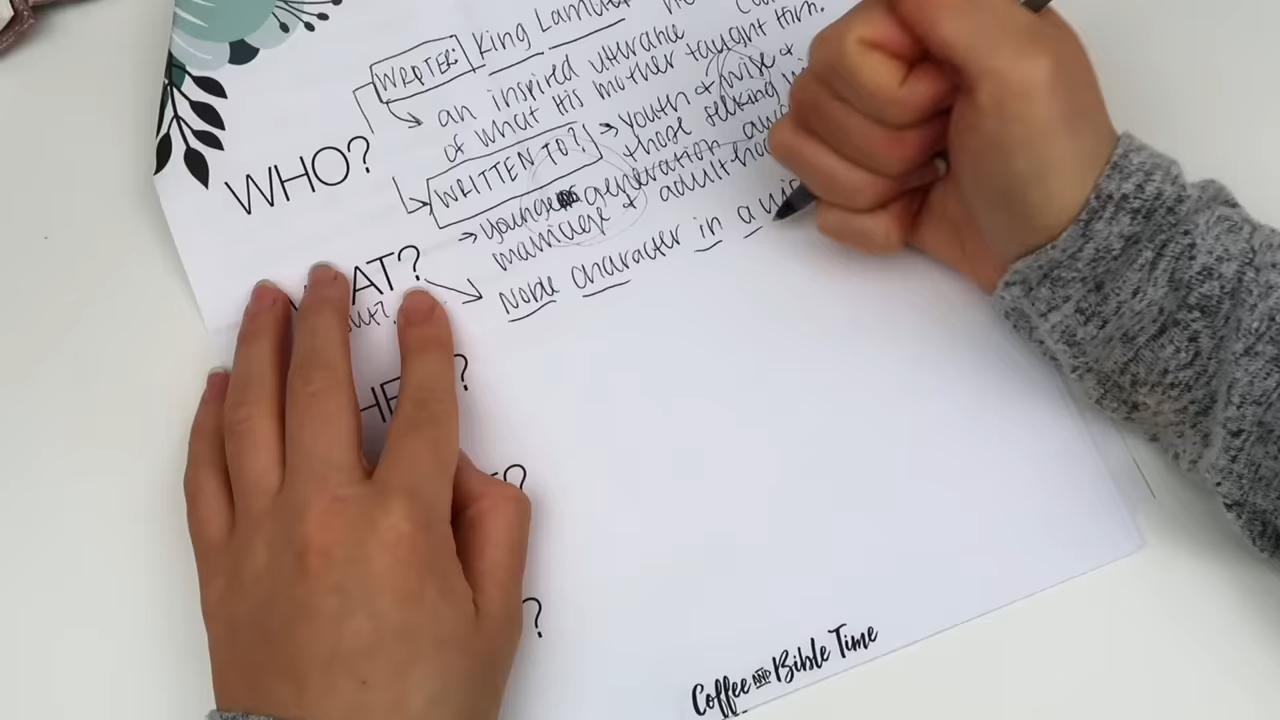 WRITER: King Lamuel
an inspired utterance
of what his mother taught him.
WHO?
WRITTEN TO?
→ youth & wise &
those seeking
→ younger generation
marriage & adulthood
WHAT?
Noble character in a
?
?
?
Coffee AND Bible Time